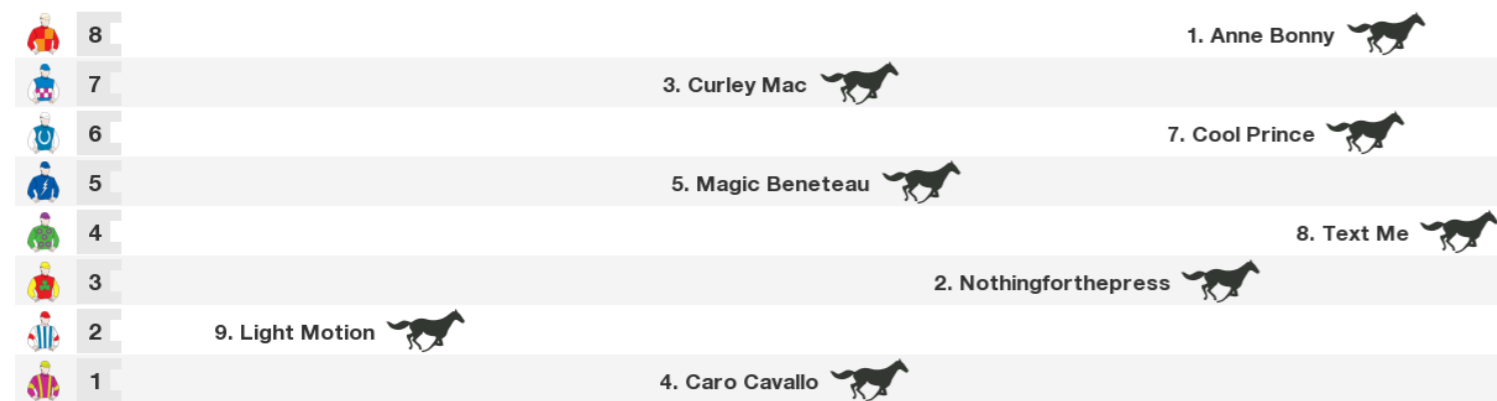 8 1. Anne Bonny
7 3. Curley Mac
6 7. Cool Prince
5 5. Magic Beneteau
4 8. Text Me
3 2. Nothingforthepress
2 9. Light Motion
1 4. Caro Cavallo